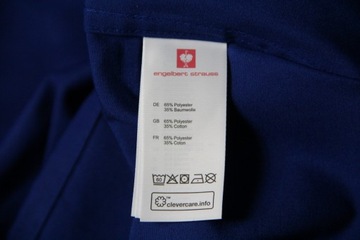 engelbert strauss
DE 65% Polyester
35% Baumwolle
GB 65% Polyester
35% Cotton
FR 65% Polyester
35% Coton
60
clevercare.info